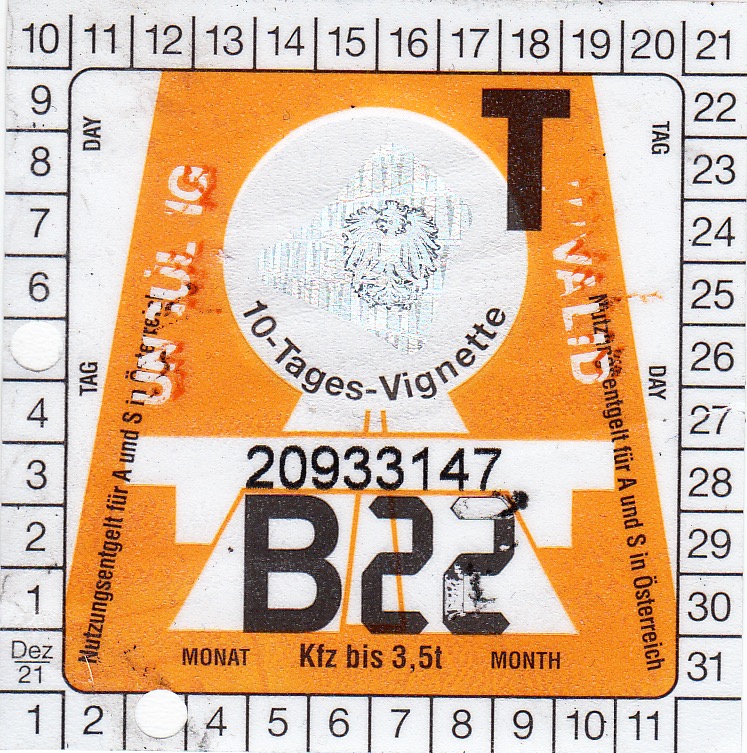 10 11 12 13 14 15 16 17 18 19 20 21
9 22
8 23
7 24
6 25
26
4 27
3 28
2 29
1 30
Dez 21 31
1 2 4 5 6 7 8 9 10 11
DAY
TAG
T
10-Tages-Vignette
TAG
DAY
Nutzungsentgelt für A und S in Österreich
Nutzungsentgelt für A und S in Österreich
20933147
B22
MONAT Kfz bis 3,5t MONTH